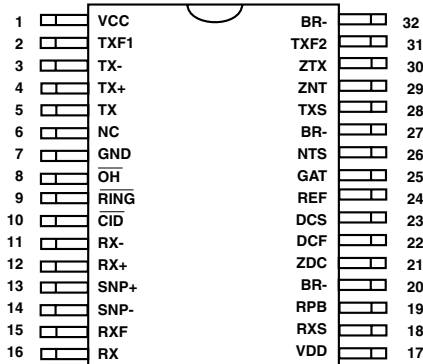 1 VCC BR- 32
2 TXF1 TXF2 31
3 TX- ZTX 30
4 TX+ ZNT 29
5 TX TXS 28
6 NC BR- 27
7 GND NTS 26
8 OH GAT 25
9 RING REF 24
10 CID DCS 23
11 RX- DCF 22
12 RX+ ZDC 21
13 SNP+ BR- 20
14 SNP- RPB 19
15 RXF RXS 18
16 RX VDD 17